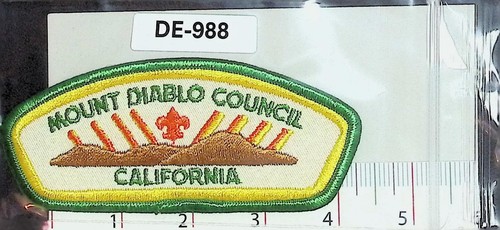 DE-988
MOUNT DIABLO COUNCIL
CALIFORNIA
1 2 3 4 5